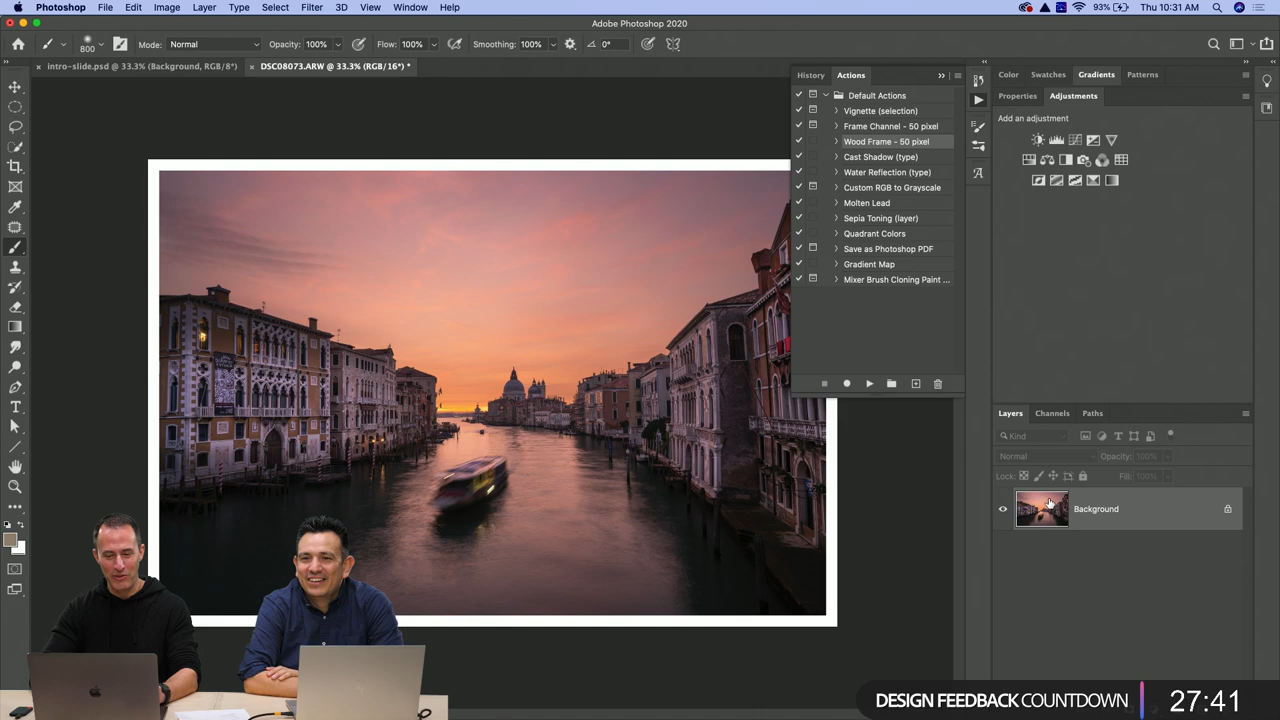 Photoshop File Edit Image Layer Type Select Filter 3D View Window Help 93% Thu 10:31 AM
Adobe Photoshop 2020
800 Mode: Normal Opacity: 100% Flow: 100% Smoothing: 100% 0°
intro-slide.psd @ 33.3% (Background, RGB/8*) DSC08073.ARW @ 33.3% (RGB/16*) *
History Actions
Default Actions
Vignette (selection)
Frame Channel - 50 pixel
Wood Frame - 50 pixel
Cast Shadow (type)
Water Reflection (type)
Custom RGB to Grayscale
Molten Lead
Sepia Toning (layer)
Quadrant Colors
Save as Photoshop PDF
Gradient Map
Mixer Brush Cloning Paint ...
Color Swatches Gradients Patterns
Properties Adjustments
Add an adjustment
Layers Channels Paths
Kind
Normal Opacity: 100%
Lock: Fill: 100%
Background
DESIGN FEEDBACK COUNTDOWN 27:41